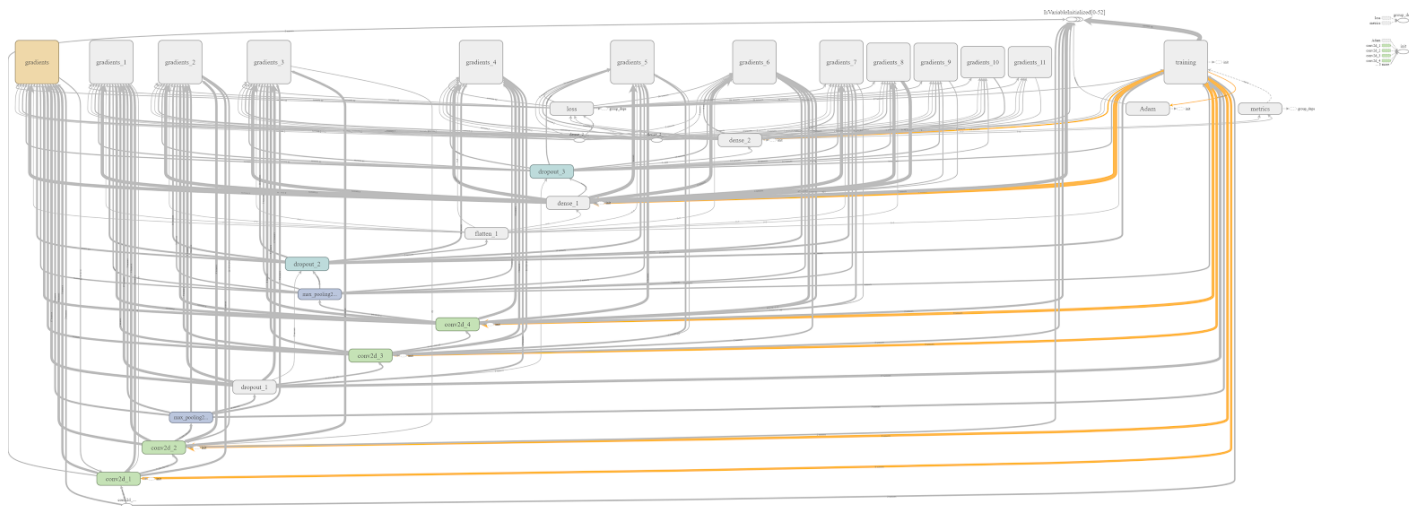 IsVariableInitialized[0-52]
gradients
gradients_1
gradients_2
gradients_3
gradients_4
gradients_5
gradients_6
gradients_7
gradients_8
gradients_9
gradients_10
gradients_11
training
loss
Adam
metrics
dense_2
dropout_3
dense_1
flatten_1
dropout_2
max_pooling2...
conv2d_4
conv2d_3
dropout_1
max_pooling2...
conv2d_2
conv2d_1